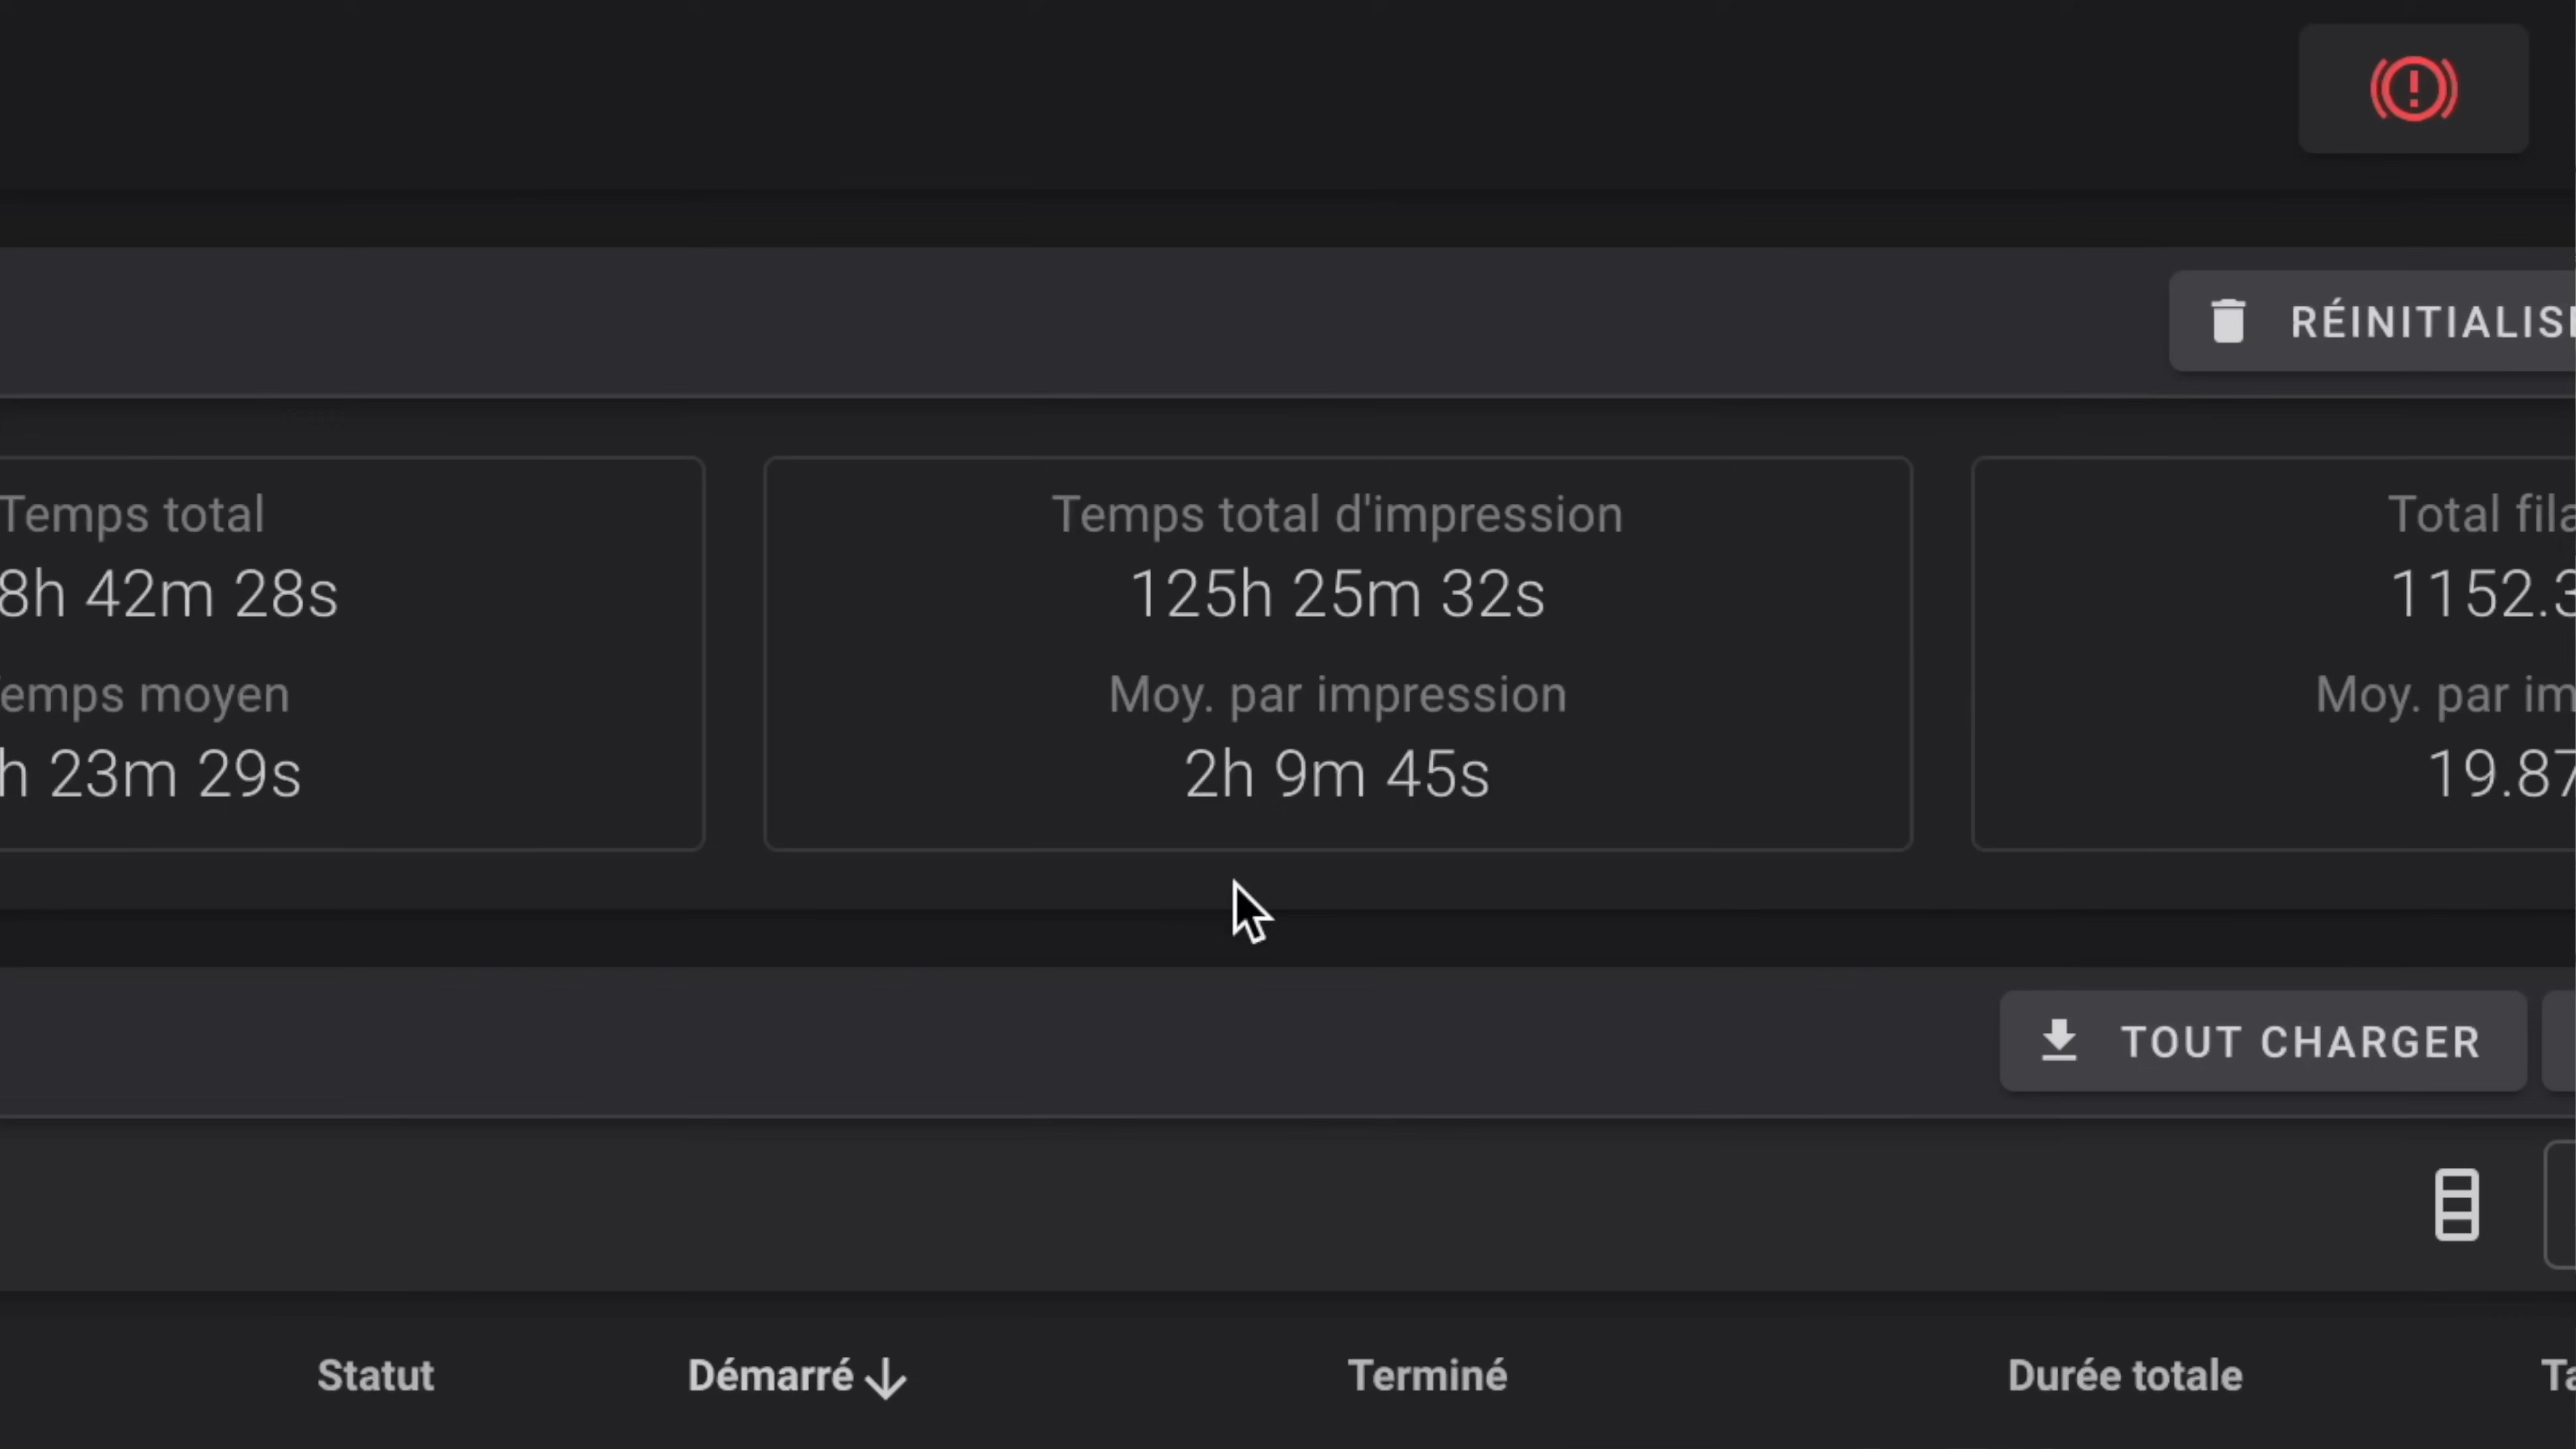 RÉINITIALIS
Temps total
8h 42m 28s
emps moyen
h 23m 29s
Temps total d'impression
125h 25m 32s
Moy. par impression
2h 9m 45s
Total fila
1152.3
Moy. par im
19.87
TOUT CHARGER
Statut
Démarré
Terminé
Durée totale
Ta